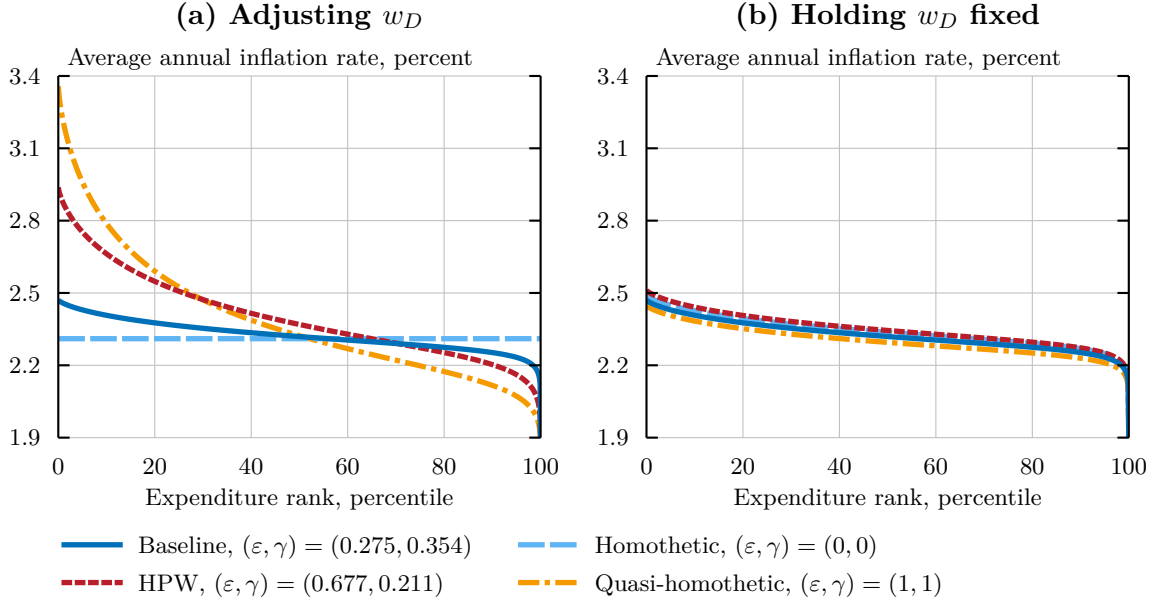 (a) Adjusting w_D
Average annual inflation rate, percent
3.4
3.1
2.8
2.5
2.2
1.9
0 20 40 60 80 100
Expenditure rank, percentile
(b) Holding w_D fixed
Average annual inflation rate, percent
3.4
3.1
2.8
2.5
2.2
1.9
0 20 40 60 80 100
Expenditure rank, percentile
Baseline, (ε, γ) = (0.275, 0.354)
HPW, (ε, γ) = (0.677, 0.211)
Homothetic, (ε, γ) = (0, 0)
Quasi-homothetic, (ε, γ) = (1, 1)